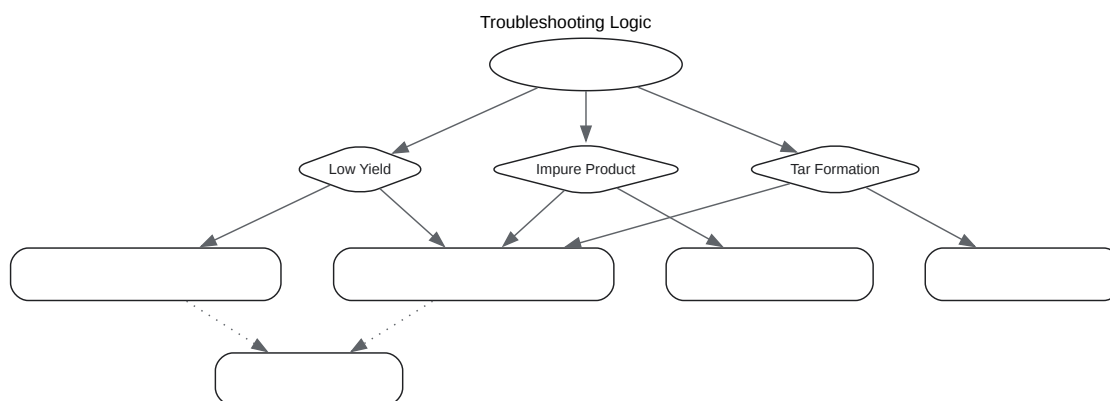 Troubleshooting Logic
Low Yield
Impure Product
Tar Formation